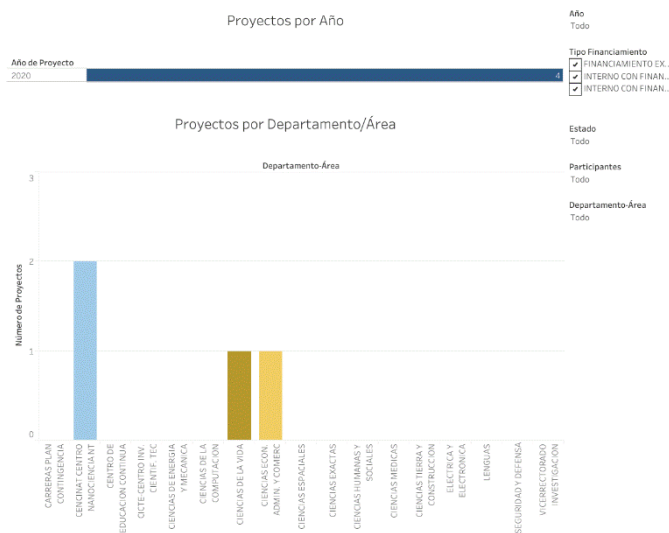 Proyectos por Año
Año
Todo
Tipo Financiamiento
FINANCIAMIENTO EX..
INTERNO CON FINAN..
INTERNO CON FINAN..
Año de Proyecto
2020
4
Proyectos por Departamento/Área
Estado
Todo
Participantes
Todo
Departamento-Área
Todo
Departamento-Área
Número de Proyectos
3
2
1
0
CARRERAS PLAN
CONTINGENCIA
CENCINAT-CENTRO
NANOCIENCIA NT
CENTRO DE
EDUCACION CONTINUA
CICTE-CENTRO INV.
CIENTIF. TEC
CIENCIAS DE ENERGIA
Y MECANICA
CIENCIAS DE LA
COMPUTACION
CIENCIAS DE LA VIDA
CIENCIAS ECON.
ADMIN. Y COMERC
CIENCIAS ESPACIALES
CIENCIAS EXACTAS
CIENCIAS HUMANAS Y
SOCIALES
CIENCIAS MEDICAS
CIENCIAS TIERRA Y
CONSTRUCCION
ELECTRICA Y
ELECTRONICA
LENGUAS
SEGURIDAD Y DEFENSA
VICERRECTORADO
INVESTIGACION